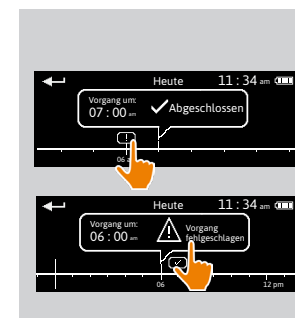 Heute 11 : 34 am
Vorgang um:
07 : 00 am
Abgeschlossen
06 a
Heute 11 : 34 am
Vorgang um:
06 : 00 am
Vorgang
fehlgeschlagen
06 12 pm